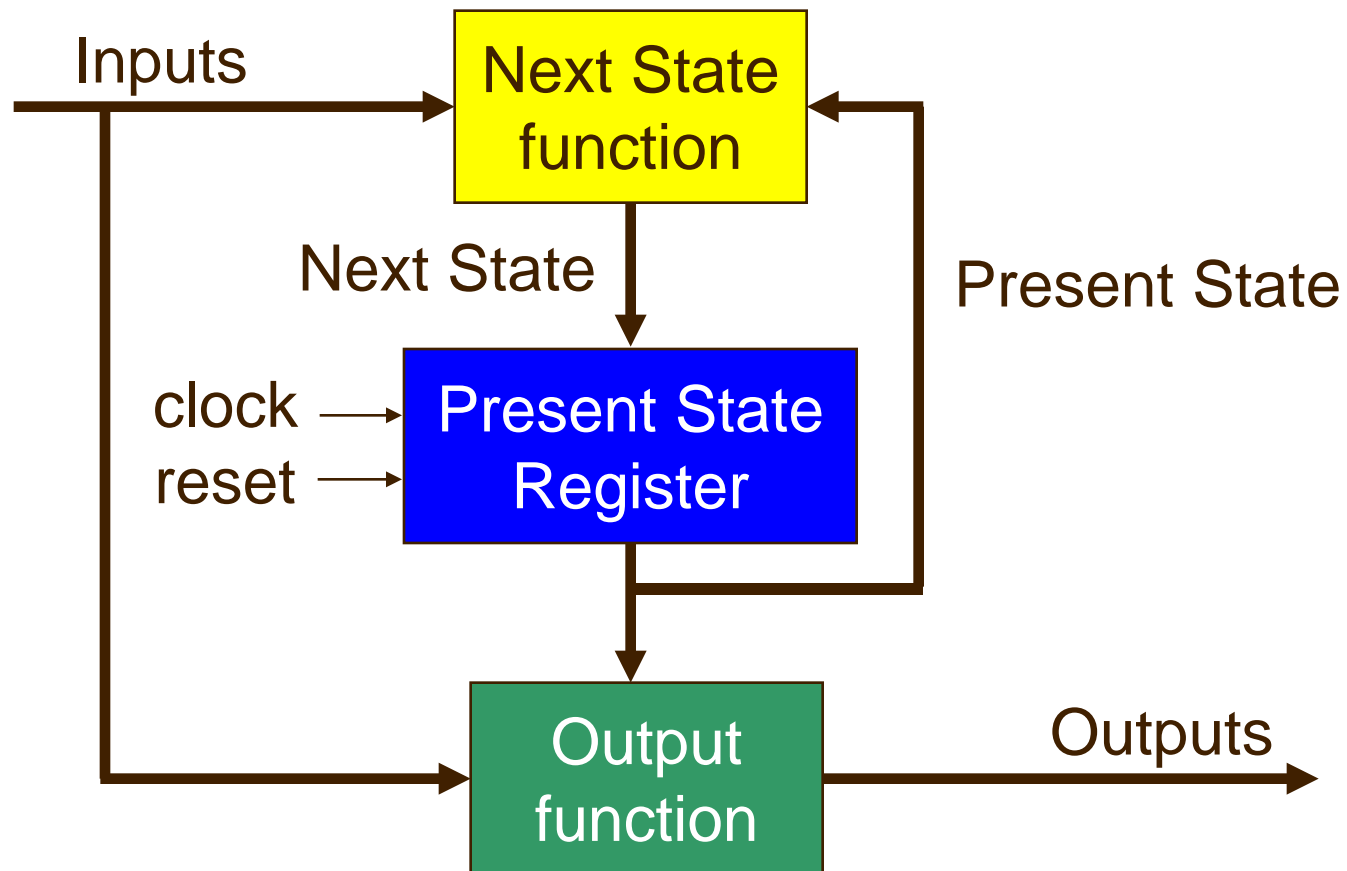 Inputs
Next State
function
Next State
Present State
clock
reset
Present State
Register
Output
function
Outputs